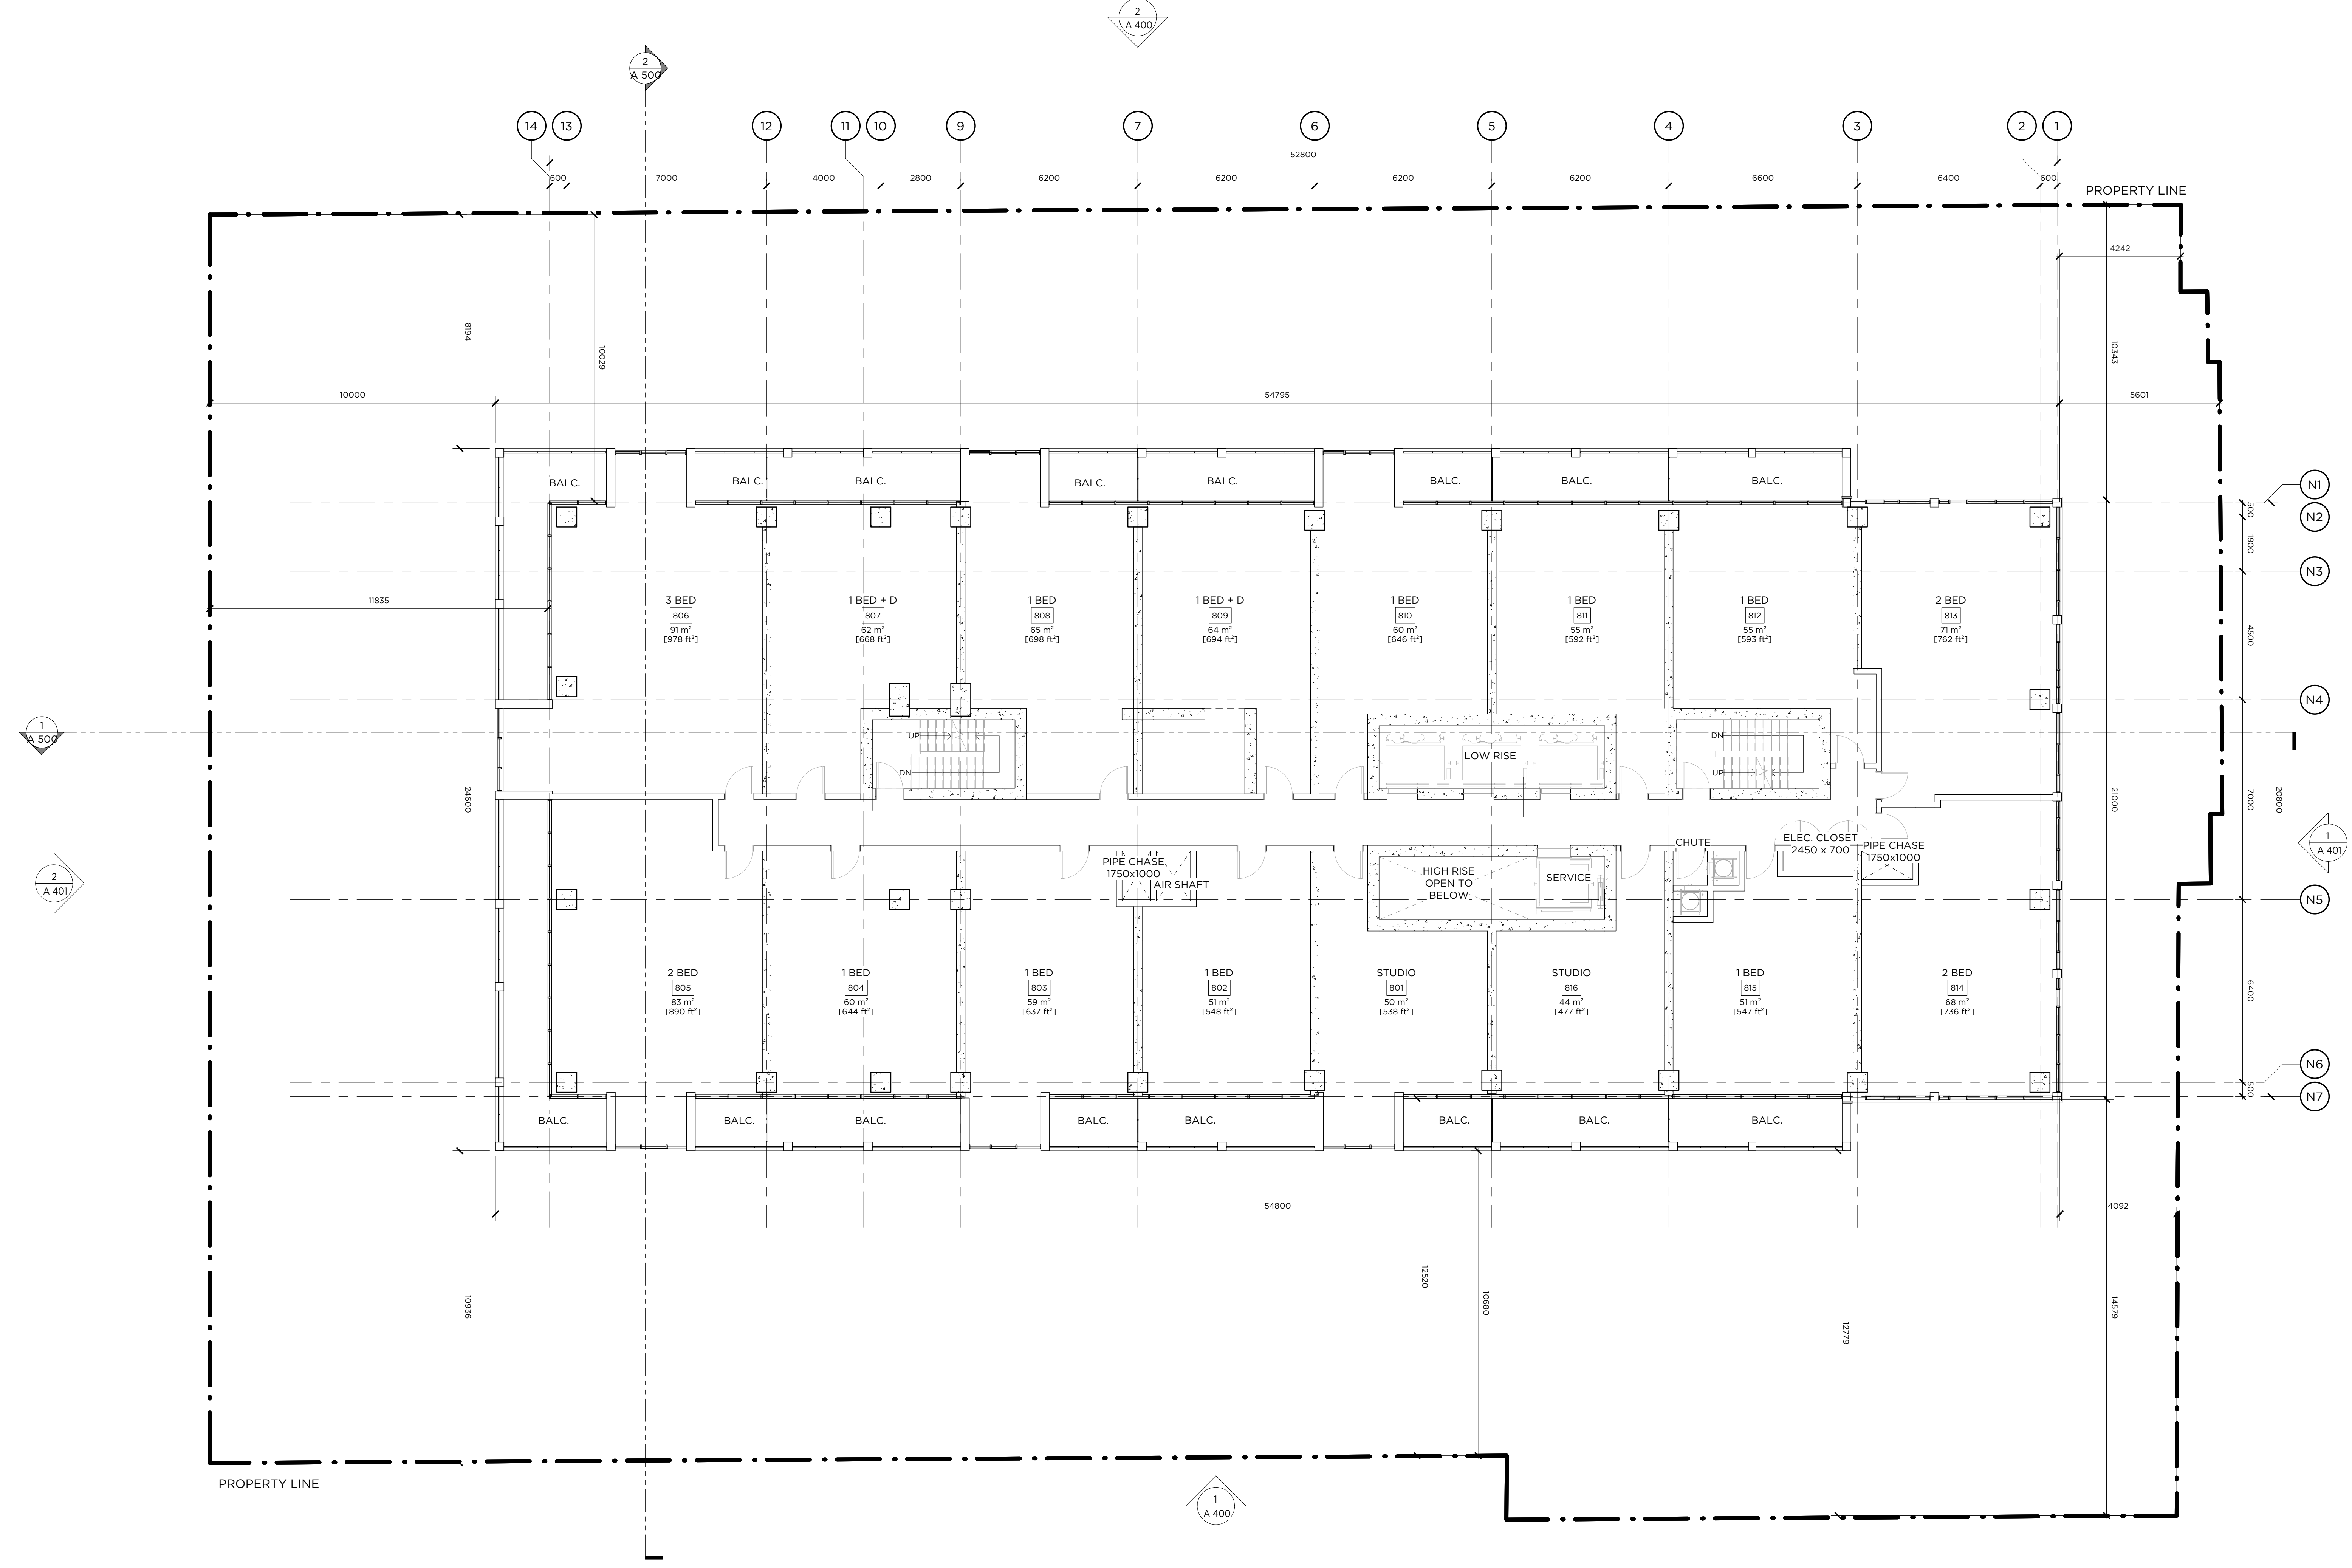 2
A 400
2
A 500
14
13
12
11
10
9
7
6
5
4
3
2
1
52800
600
7000
4000
2800
6200
6200
6200
6200
6600
6400
600
PROPERTY LINE
4242
8194
10029
10343
10000
54795
5601
BALC.
BALC.
BALC.
BALC.
BALC.
BALC.
BALC.
BALC.
N1
500
N2
1900
N3
11835
3 BED
806
91 m²
[978 ft²]
1 BED + D
807
62 m²
[668 ft²]
1 BED
808
65 m²
[698 ft²]
1 BED + D
809
64 m²
[694 ft²]
1 BED
810
60 m²
[646 ft²]
1 BED
811
55 m²
[592 ft²]
1 BED
812
55 m²
[593 ft²]
2 BED
813
71 m²
[762 ft²]
4500
N4
1
A 500
UP
DN
LOW RISE
DN
UP
24600
21000
7000
20800
CHUTE
ELEC. CLOSET
2450 x 700
PIPE CHASE
1750x1000
PIPE CHASE
1750x1000
AIR SHAFT
HIGH RISE
OPEN TO
BELOW
SERVICE
1
A 401
2
A 401
N5
2 BED
805
83 m²
[890 ft²]
1 BED
804
60 m²
[644 ft²]
1 BED
803
59 m²
[637 ft²]
1 BED
802
51 m²
[548 ft²]
STUDIO
801
50 m²
[538 ft²]
STUDIO
816
44 m²
[477 ft²]
1 BED
815
51 m²
[547 ft²]
2 BED
814
68 m²
[736 ft²]
6400
N6
500
N7
BALC.
BALC.
BALC.
BALC.
BALC.
BALC.
BALC.
BALC.
54800
4092
12520
10680
12779
10936
14579
PROPERTY LINE
1
A 400